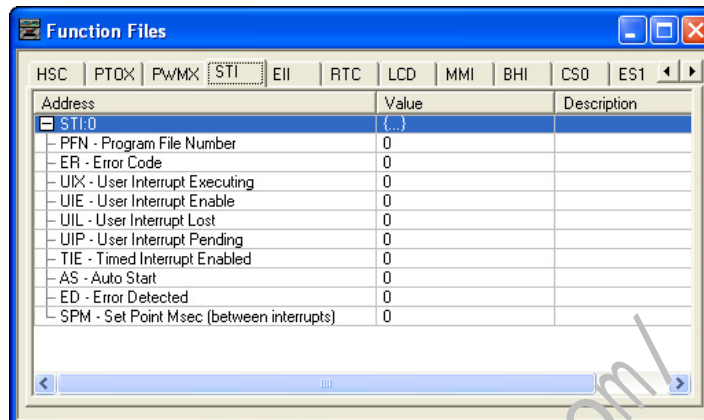 Function Files
HSC PTOX PWMX STI EII RTC LCD MMI BHI CS0 ES1
Address Value Description
STI:0 {...}
PFN - Program File Number 0
ER - Error Code 0
UIX - User Interrupt Executing 0
UIE - User Interrupt Enable 0
UIL - User Interrupt Lost 0
UIP - User Interrupt Pending 0
TIE - Timed Interrupt Enabled 0
AS - Auto Start 0
ED - Error Detected 0
SPM - Set Point Msec (between interrupts) 0
om/